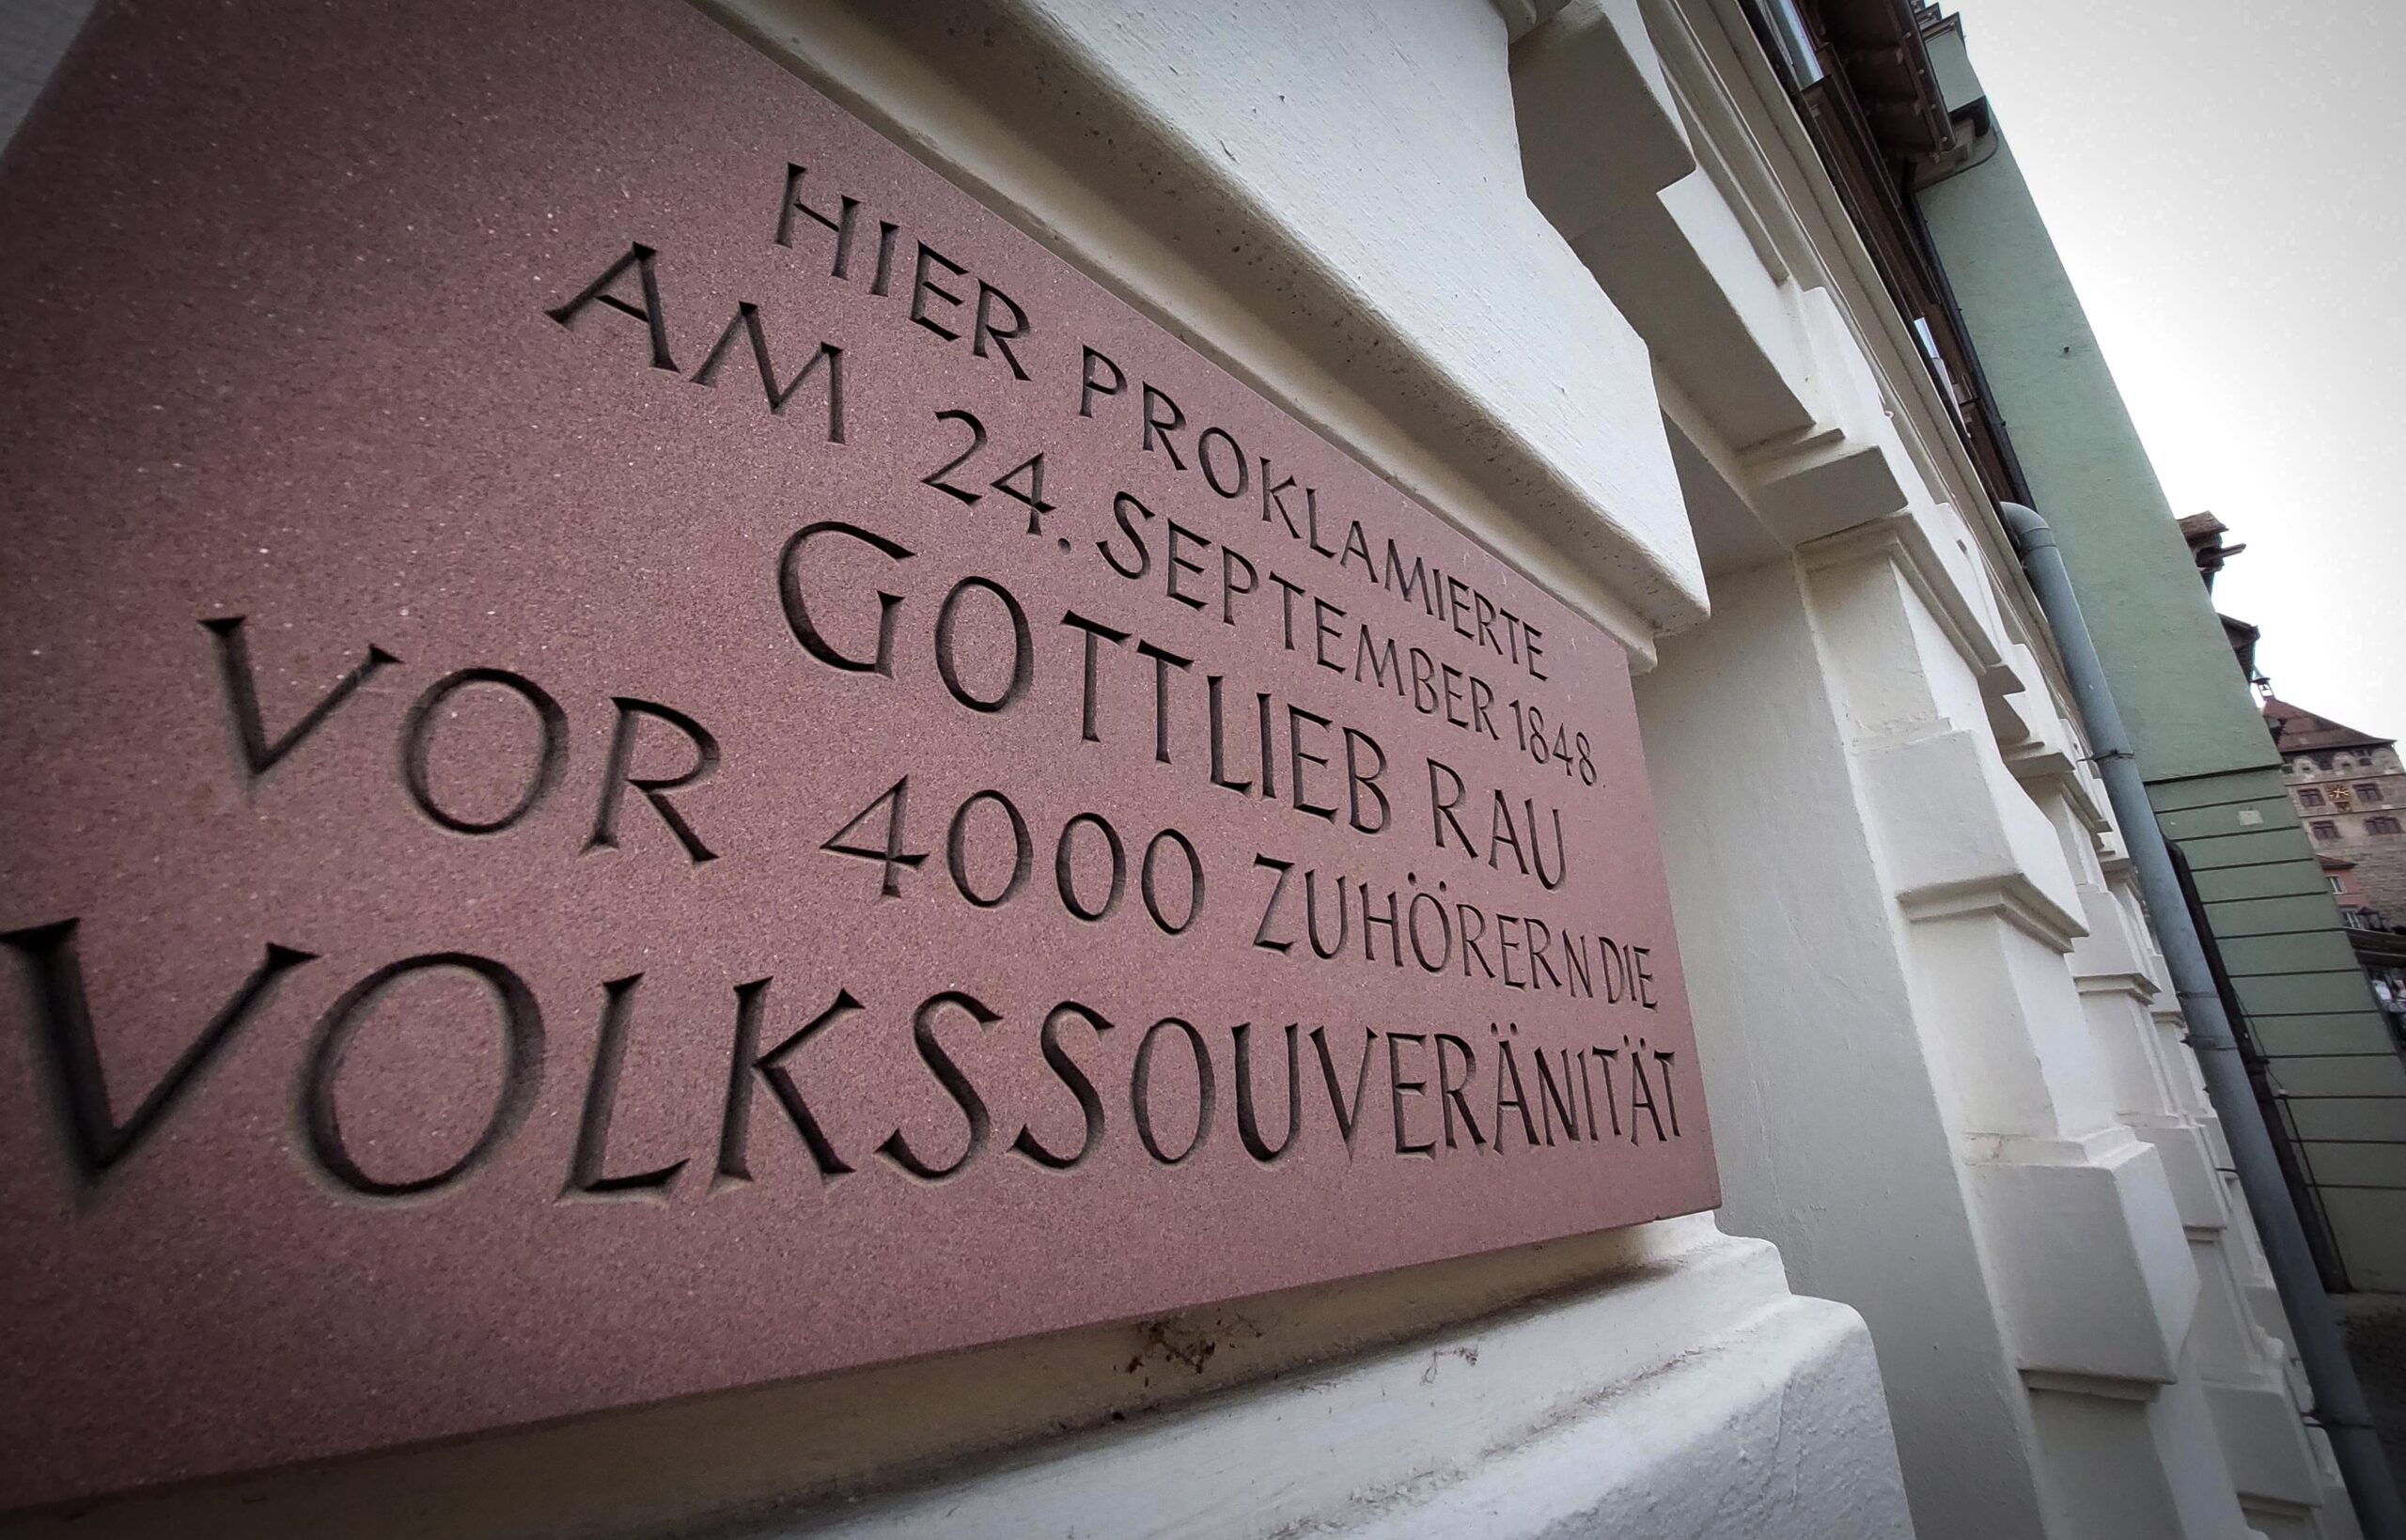 HIER PROKLAMIERTE
AM 24. SEPTEMBER 1848
GOTTLIEB RAU
VOR 4000 ZUHÖRERN DIE
VOLKSSOUVERÄNITÄT